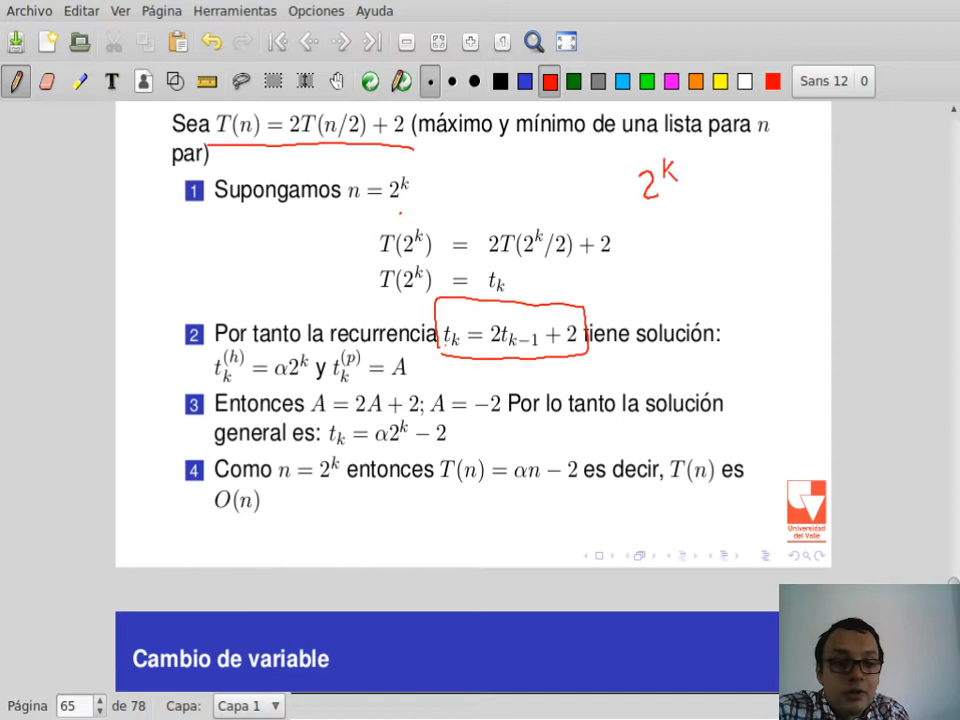 Archivo Editar Ver Página Herramientas Opciones Ayuda
Sans 12 0
Sea T(n) = 2T(n/2) + 2 (máximo y mínimo de una lista para n
par)
2^k
1 Supongamos n = 2^k
T(2^k) = 2T(2^k/2) + 2
T(2^k) = t_k
2 Por tanto la recurrencia t_k = 2t_{k−1} + 2 tiene solución:
t_k^{(h)} = α2^k y t_k^{(p)} = A
3 Entonces A = 2A + 2; A = −2 Por lo tanto la solución
general es: t_k = α2^k − 2
4 Como n = 2^k entonces T(n) = αn − 2 es decir, T(n) es
O(n)
Universidad
del Valle
Cambio de variable
Página 65 de 78 Capa: Capa 1